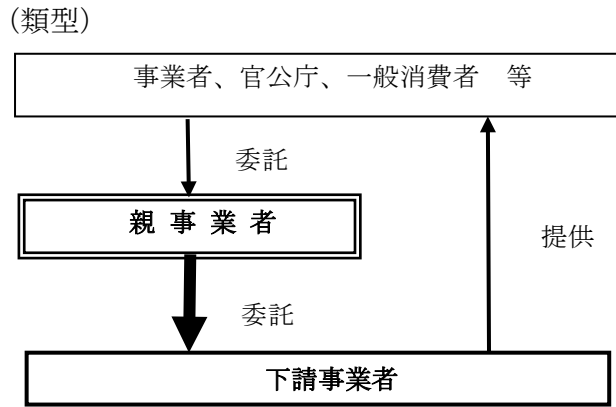 (類型)
事業者、官公庁、一般消費者　等
委託
親 事 業 者
提供
委託
下請事業者